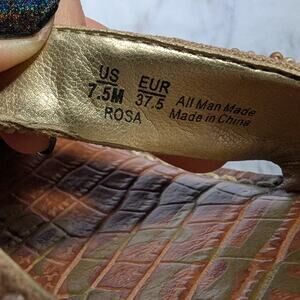 US EUR
7.5M 37.5 All Man Made
ROSA Made in China